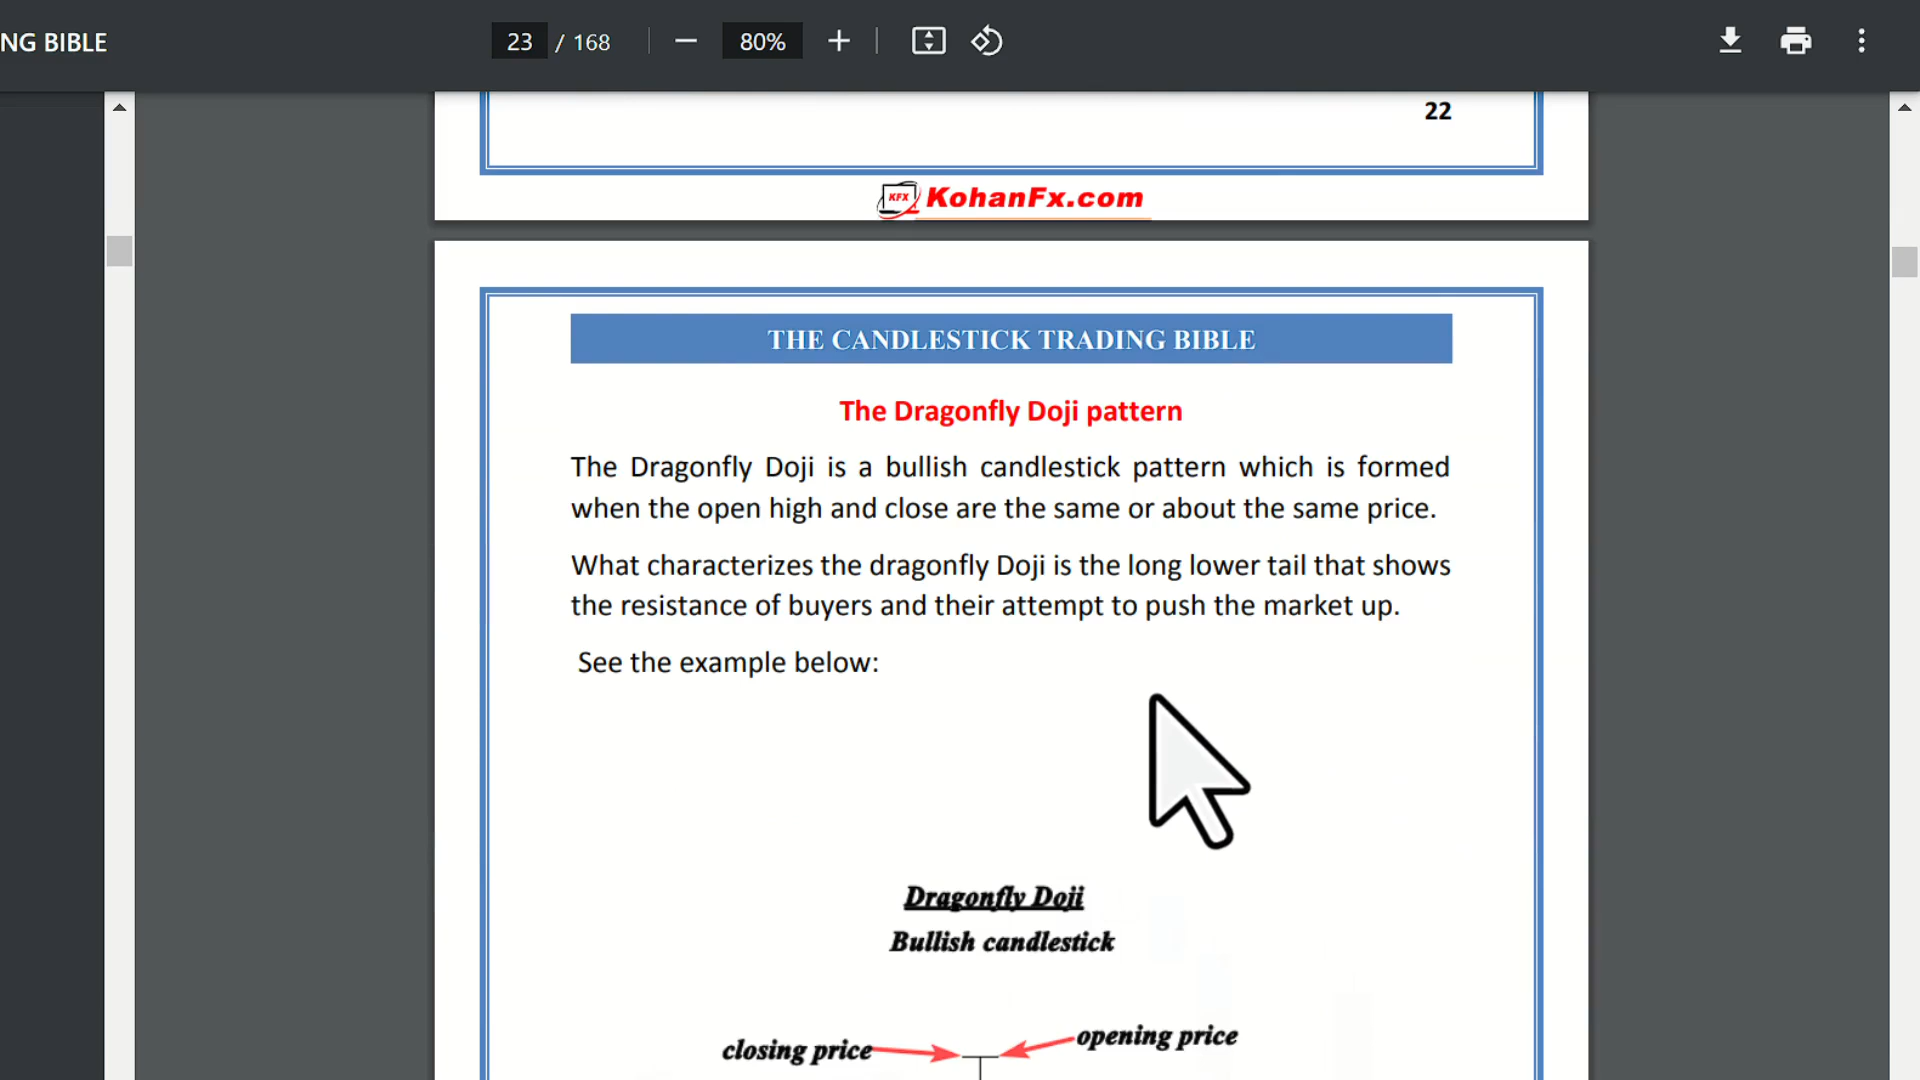 NG BIBLE
23 / 168
80%
22
KFX KohanFx.com
THE CANDLESTICK TRADING BIBLE
The Dragonfly Doji pattern
The Dragonfly Doji is a bullish candlestick pattern which is formed
when the open high and close are the same or about the same price.
What characterizes the dragonfly Doji is the long lower tail that shows
the resistance of buyers and their attempt to push the market up.
See the example below:
Dragonfly Doji
Bullish candlestick
closing price
opening price